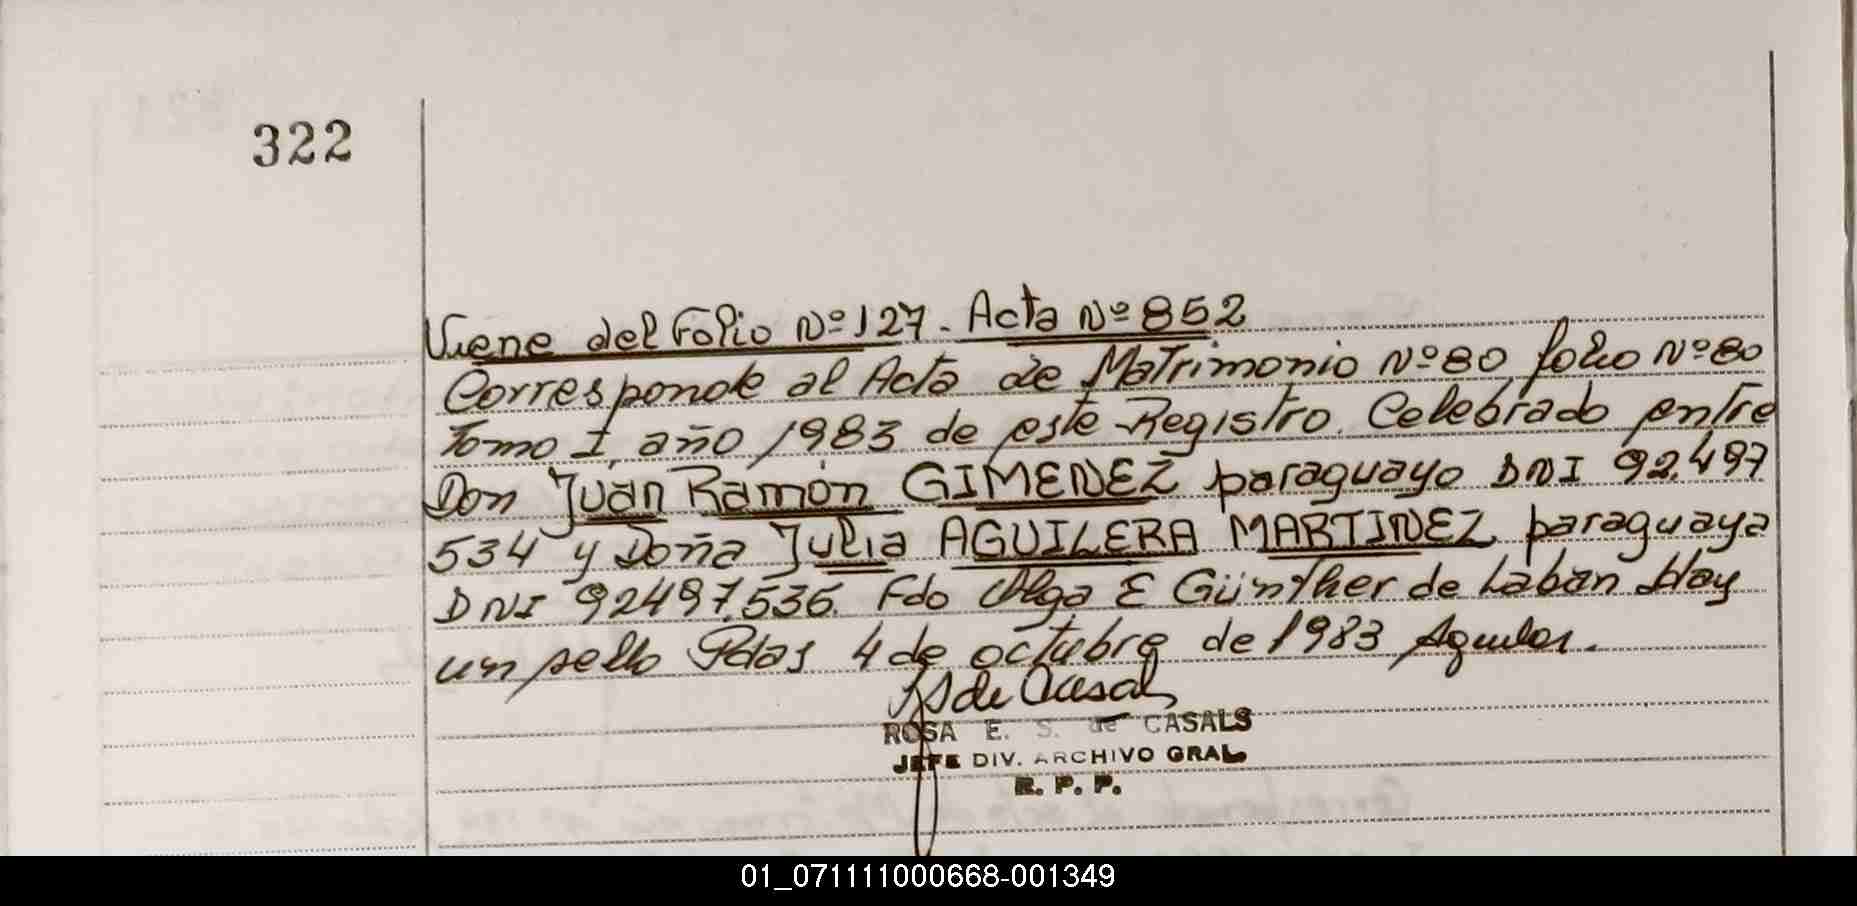 322
Viene del Folio Nº 127 - Acta Nº 852
Corresponde al Acta de Matrimonio Nº 80, folio Nº 80
Tomo I, año 1983 de este Registro. Celebrado entre
Don Juan Ramón GIMENEZ paraguayo DNI 92.497
534 y Doña Julia AGUILERA MARTINEZ, paraguaya
DNI 92497.536. Fdo Olga E Günther de Laban Hay
un sello Pdas 4 de octubre de 1983 Aguilar.
S de Casals
ROSA E. S. de CASALS
JEFE DIV. ARCHIVO GRAL
R. P. P.
01_071111000668-001349